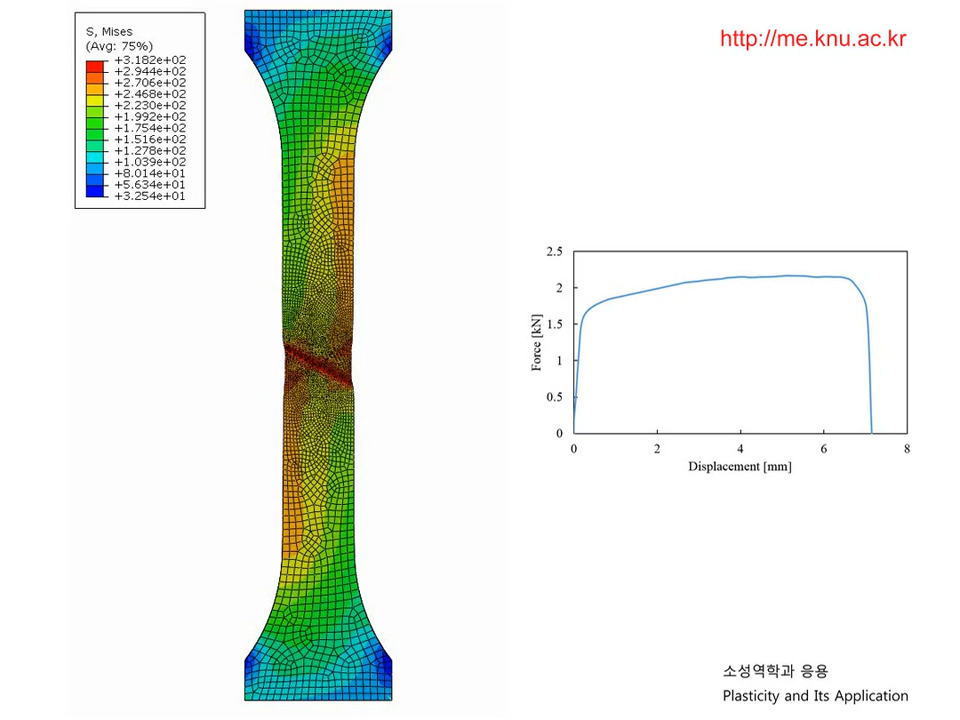 S, Mises
(Avg: 75%)
+3.182e+02
+2.944e+02
+2.706e+02
+2.468e+02
+2.230e+02
+1.992e+02
+1.754e+02
+1.516e+02
+1.278e+02
+1.039e+02
+8.014e+01
+5.634e+01
+3.254e+01
http://me.knu.ac.kr
2.5
2
1.5
1
0.5
0
Force [kN]
0 2 4 6 8
Displacement [mm]
소성역학과 응용
Plasticity and Its Application